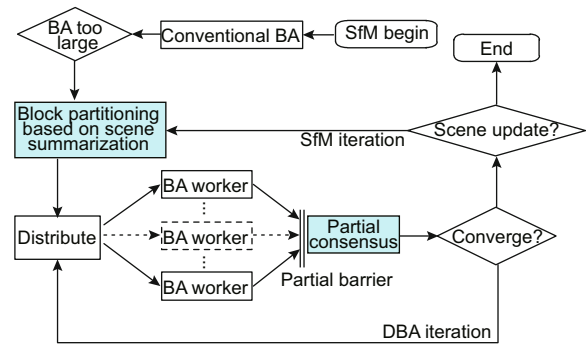 BA too
large
Conventional BA
SfM begin
End
Block partitioning
based on scene
summarization
Scene update?
SfM iteration
BA worker
Distribute
BA worker
Partial
consensus
Converge?
BA worker
Partial barrier
DBA iteration